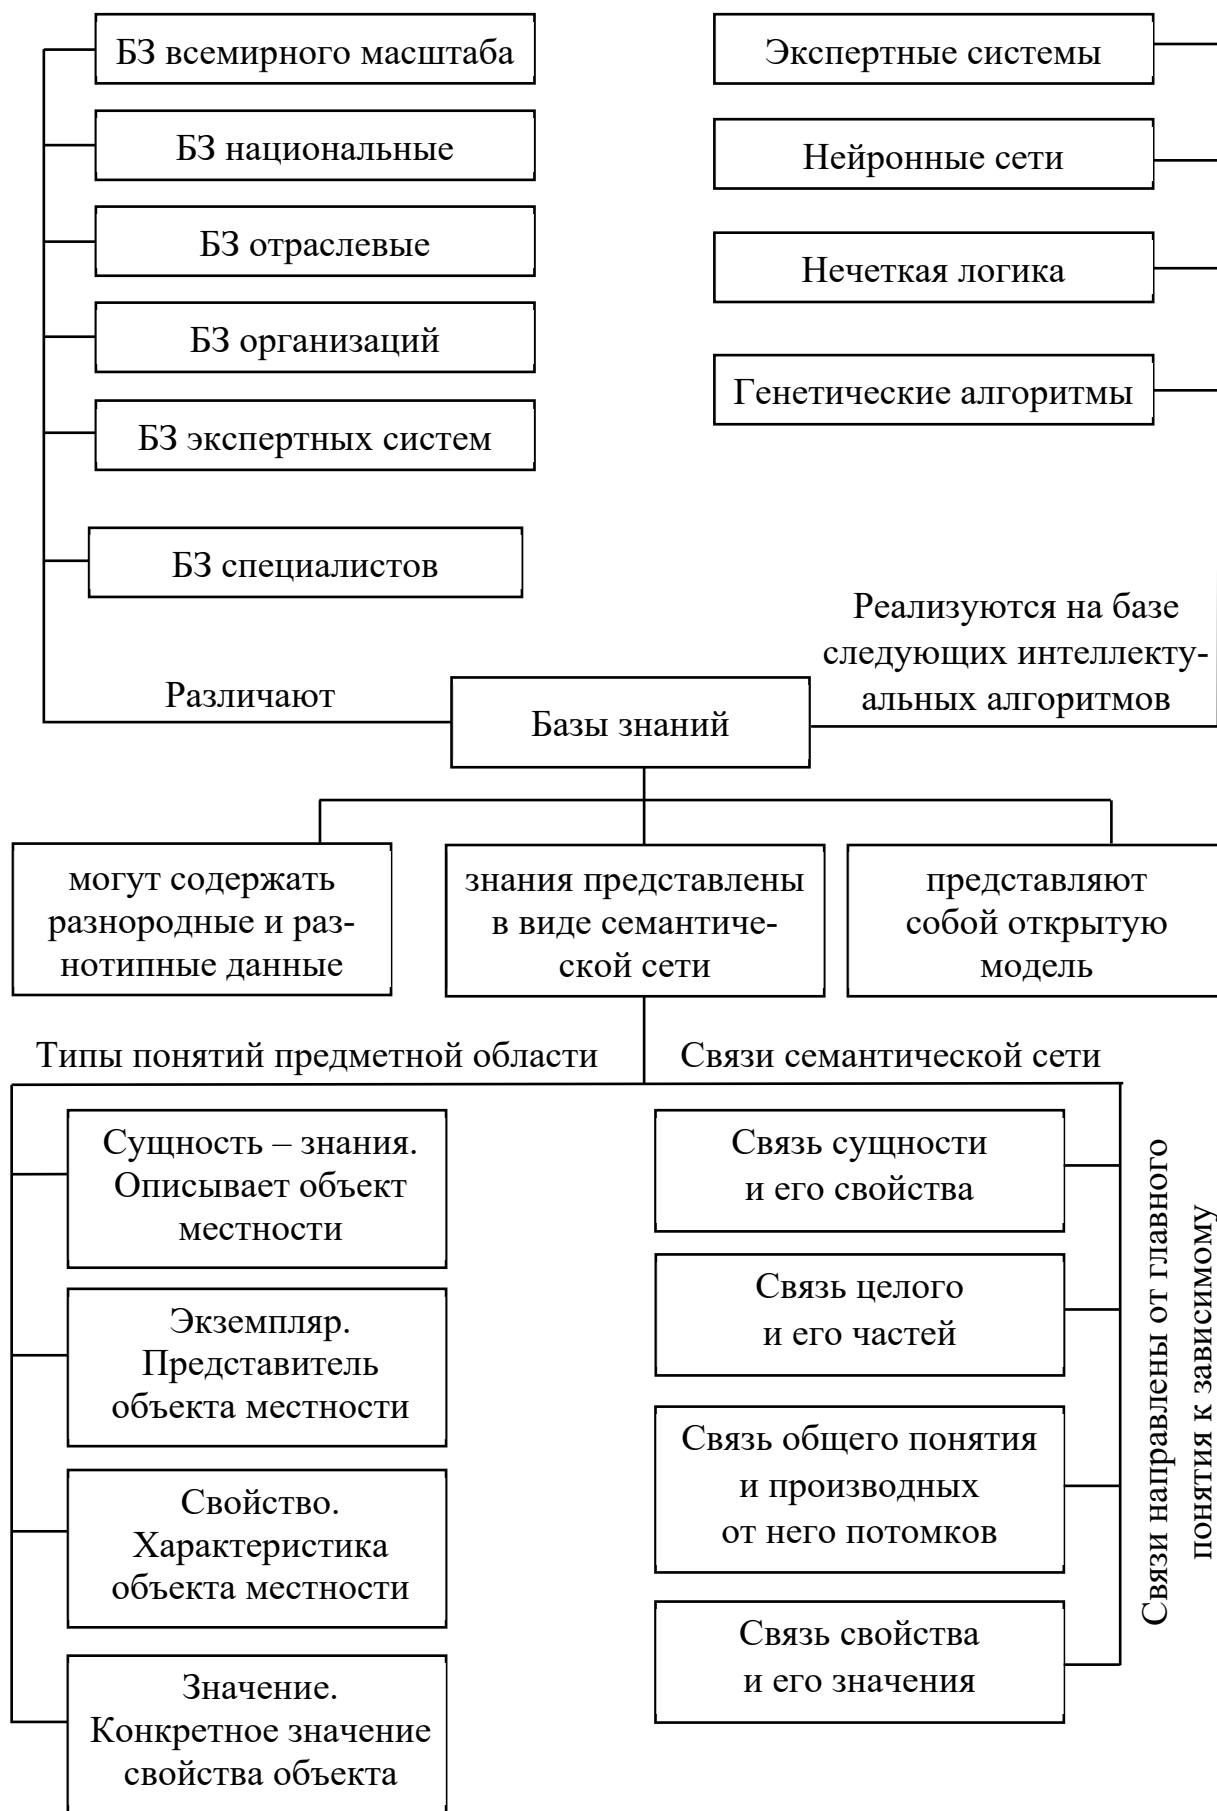 БЗ всемирного масштаба
БЗ национальные
БЗ отраслевые
БЗ организаций
БЗ экспертных систем
БЗ специалистов
Экспертные системы
Нейронные сети
Нечеткая логика
Генетические алгоритмы
Различают
Базы знаний
Реализуются на базе
следующих интеллекту-
альных алгоритмов
могут содержать
разнородные и раз-
нотипные данные
знания представлены
в виде семантиче-
ской сети
представляют
собой открытую
модель
Типы понятий предметной области
Связи семантической сети
Сущность – знания.
Описывает объект
местности
Экземпляр.
Представитель
объекта местности
Свойство.
Характеристика
объекта местности
Значение.
Конкретное значение
свойства объекта
Связь сущности
и его свойства
Связь целого
и его частей
Связь общего понятия
и производных
от него потомков
Связь свойства
и его значения
Связи направлены от главного
понятия к зависимому